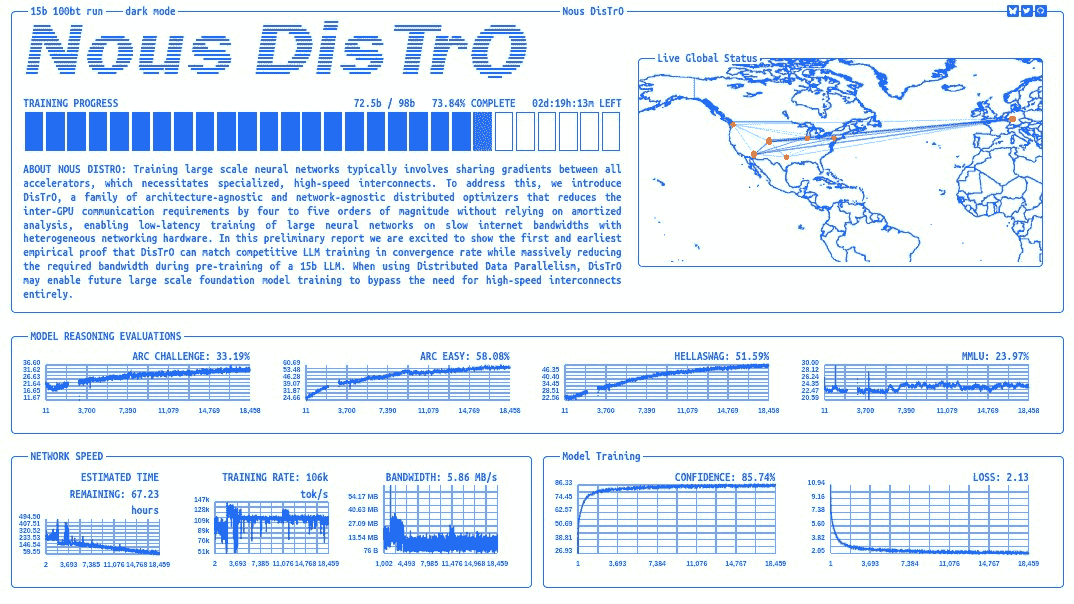 15b 100bt run
dark mode
Nous DisTrO
Nous DisTrO
Live Global Status
TRAINING PROGRESS
72.5b / 98b 73.84% COMPLETE 02d:19h:13m LEFT
ABOUT NOUS DISTRO: Training large scale neural networks typically involves sharing gradients between all
accelerators, which necessitates specialized, high-speed interconnects. To address this, we introduce
DisTrO, a family of architecture-agnostic and network-agnostic distributed optimizers that reduces the
inter-GPU communication requirements by four to five orders of magnitude without relying on amortized
analysis, enabling low-latency training of large neural networks on slow internet bandwidths with
heterogeneous networking hardware. In this preliminary report we are excited to show the first and earliest
empirical proof that DisTrO can match competitive LLM training in convergence rate while massively reducing
the required bandwidth during pre-training of a 15b LLM. When using Distributed Data Parallelism, DisTrO
may enable future large scale foundation model training to bypass the need for high-speed interconnects
entirely.
MODEL REASONING EVALUATIONS
ARC CHALLENGE: 33.19%
36.60
31.62
26.63
21.64
16.65
11.67
11 3,700 7,390 11,079 14,769 18,458
ARC EASY: 58.08%
60.69
53.48
46.28
39.07
31.87
24.66
11 3,700 7,390 11,079 14,769 18,458
HELLASWAG: 51.59%
46.35
40.40
34.45
28.51
22.56
11 3,700 7,390 11,079 14,769 18,458
MMLU: 23.97%
30.00
28.12
26.24
24.35
22.47
20.59
11 3,700 7,390 11,079 14,769 18,458
NETWORK SPEED
ESTIMATED TIME
REMAINING: 67.23
hours
494.50
407.51
320.52
233.53
146.54
59.55
2 3,693 7,385 11,076 14,768 18,459
TRAINING RATE: 106k
tok/s
147k
128k
109k
89k
70k
51k
2 3,693 7,385 11,076 14,768 18,459
BANDWIDTH: 5.86 MB/s
54.17 MB
40.63 MB
27.09 MB
13.54 MB
76 B
1,002 4,493 7,985 11,476 14,968 18,459
Model Training
CONFIDENCE: 85.74%
86.33
74.45
62.57
50.69
38.81
26.93
1 3,693 7,384 11,076 14,767 18,459
LOSS: 2.13
10.94
9.16
7.38
5.60
3.82
2.05
1 3,693 7,384 11,076 14,767 18,459